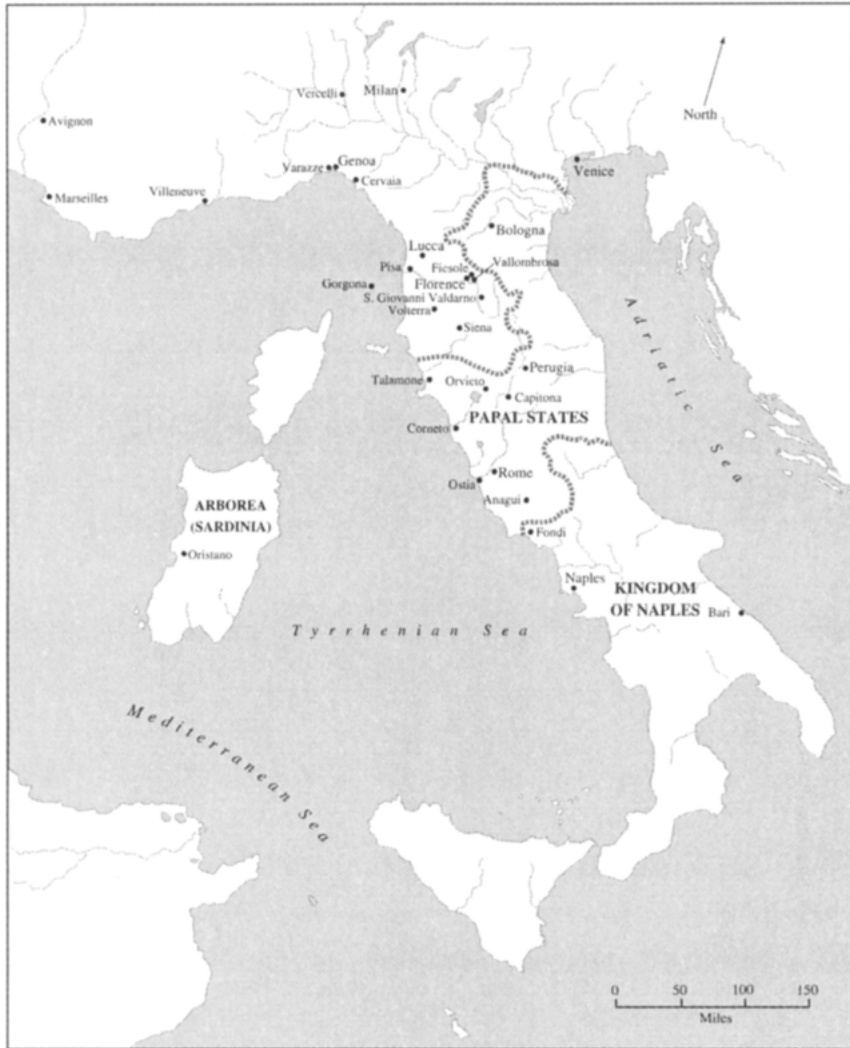 Vercelli
Milan
North
Avignon
Varazze
Genoa
Venice
Cervaia
Marseilles
Villeneuve
Bologna
Lucca
Vallombrosa
Pisa
Fiesole
Florence
Gorgona
S. Giovanni Valdarno
Volterra
Adriatic Sea
Siena
Perugia
Talamone
Orvieto
Capitona
PAPAL STATES
Corneto
Rome
Ostia
ARBOREA
(SARDINIA)
Anagui
Fondi
Oristano
Naples
KINGDOM
OF NAPLES
Bari
Tyrrhenian Sea
Mediterranean Sea
0 50 100 150
Miles